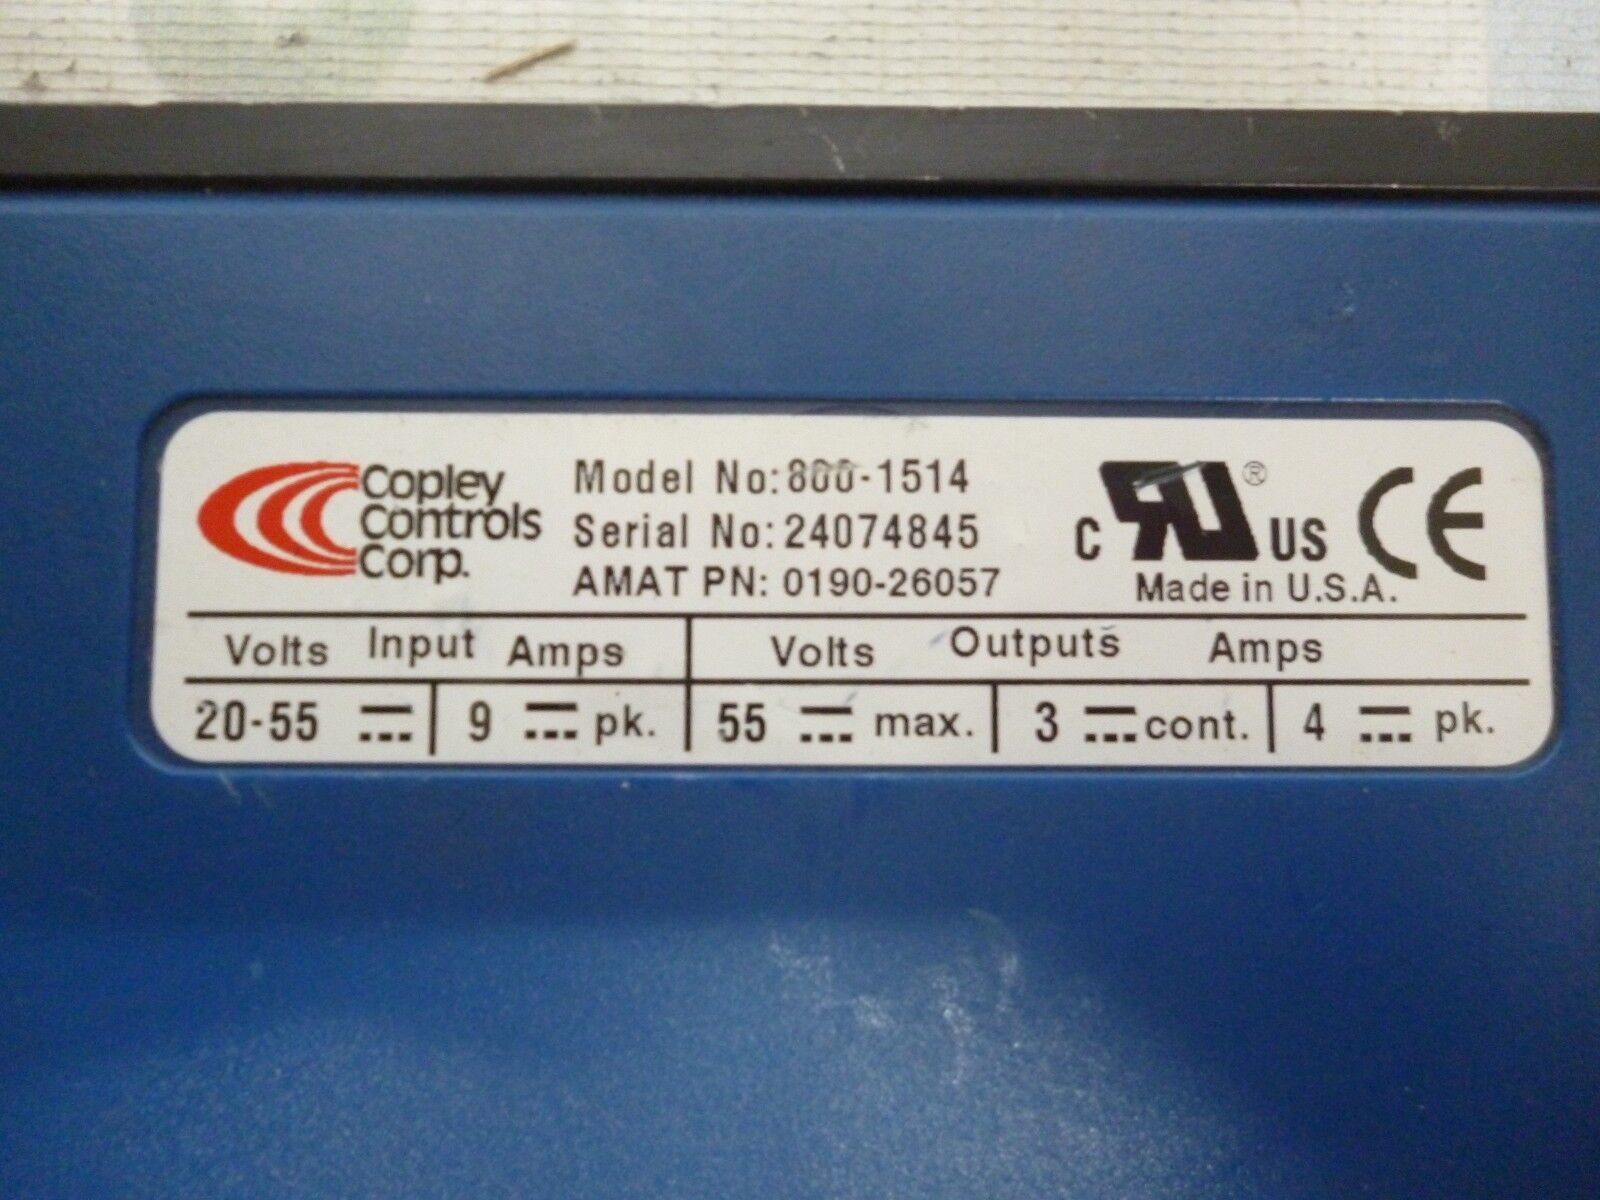 Copley
Controls
Corp.
Model No: 800-1514
Serial No: 24074845
AMAT PN: 0190-26057
c RU ® US CE
Made in U.S.A.
Volts Input Amps Volts Outputs Amps
20-55 ⎓ 9 ⎓ pk. 55 ⎓ max. 3 ⎓ cont. 4 ⎓ pk.